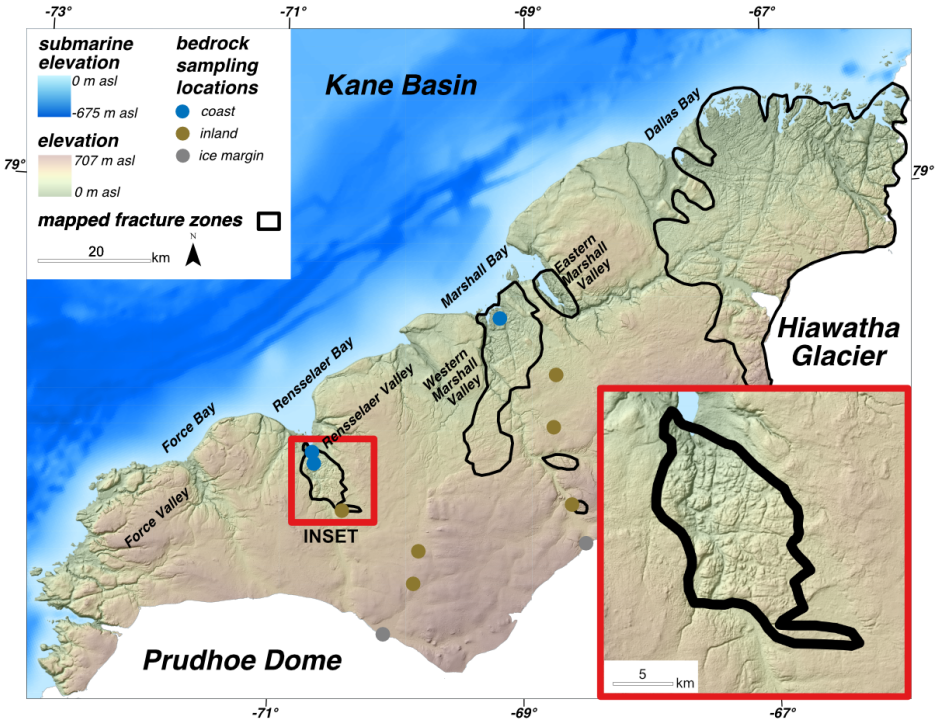 -73°
-71°
-69°
-67°
submarine
elevation
0 m asl
-675 m asl
elevation
707 m asl
0 m asl
mapped fracture zones
20
km
N
bedrock
sampling
locations
coast
inland
ice margin
Kane Basin
79°
79°
Dallas Bay
Eastern
Marshall
Valley
Marshall Bay
Western
Marshall
Valley
Rensselaer Bay
Rensselaer Valley
Force Bay
Force Valley
Hiawatha
Glacier
INSET
Prudhoe Dome
5
km
-71°
-69°
-67°